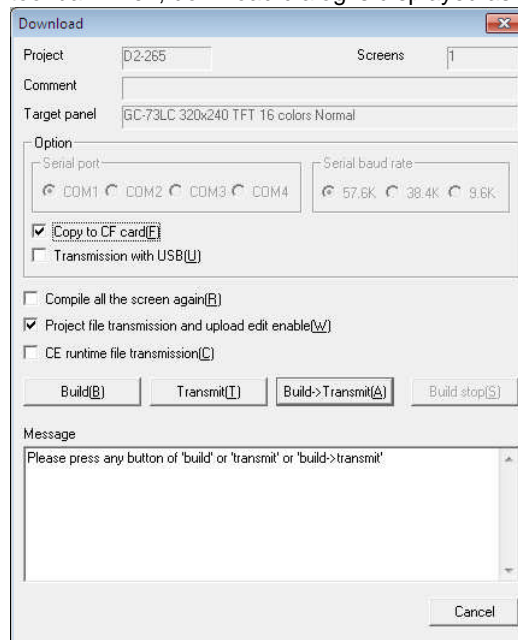 Download
Project D2-265 Screens 1
Comment
Target panel GC-73LC 320x240 TFT 16 colors Normal
Option
Serial port Serial baud rate
COM1 COM2 COM3 COM4 57.6K 38.4K 9.6K
Copy to CF card(F)
Transmission with USB(U)
Compile all the screen again(R)
Project file transmission and upload edit enable(W)
CE runtime file transmission(C)
Build(B) Transmit(T) Build->Transmit(A) Build stop(S)
Message
Please press any button of 'build' or 'transmit' or 'build->transmit'
Cancel